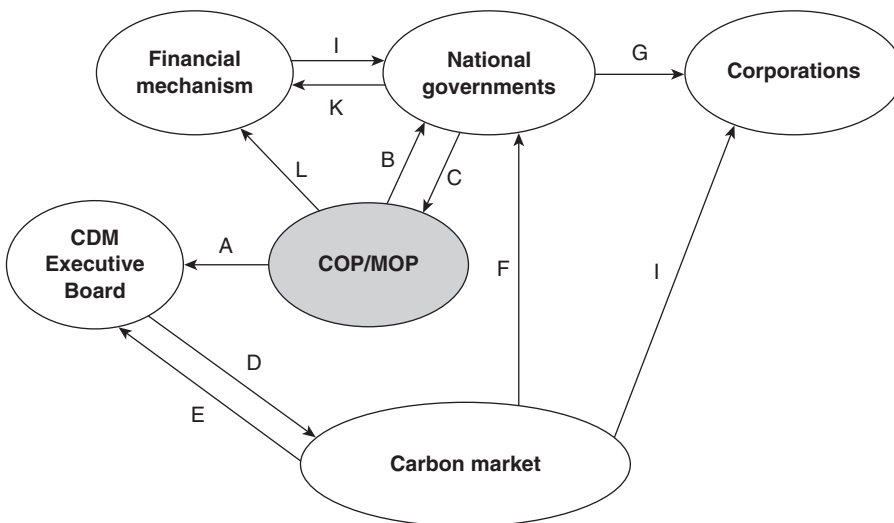 Financial
mechanism
I
National
governments
G
Corporations
K
L
B
C
CDM
Executive
Board
A
COP/MOP
F
I
D
E
Carbon market